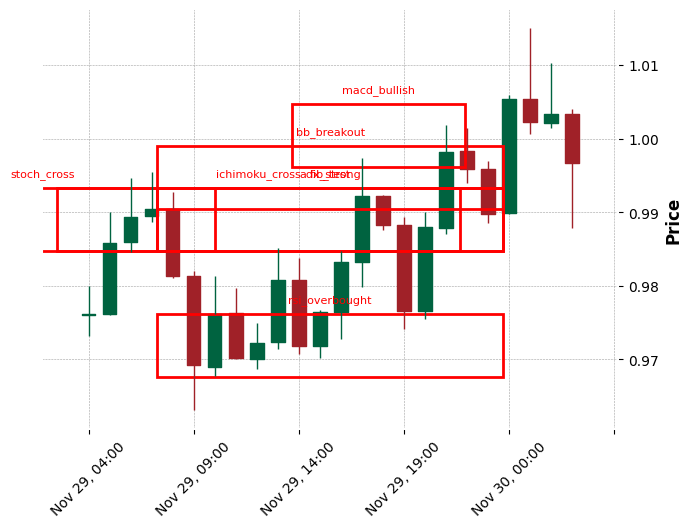 1.01
macd_bullish
bb_breakout
1.00
stoch_cross
ichimoku_cross
adx_strong
0.99
Price
0.98
rsi_overbought
0.97
Nov 29, 04:00
Nov 29, 09:00
Nov 29, 14:00
Nov 29, 19:00
Nov 30, 00:00